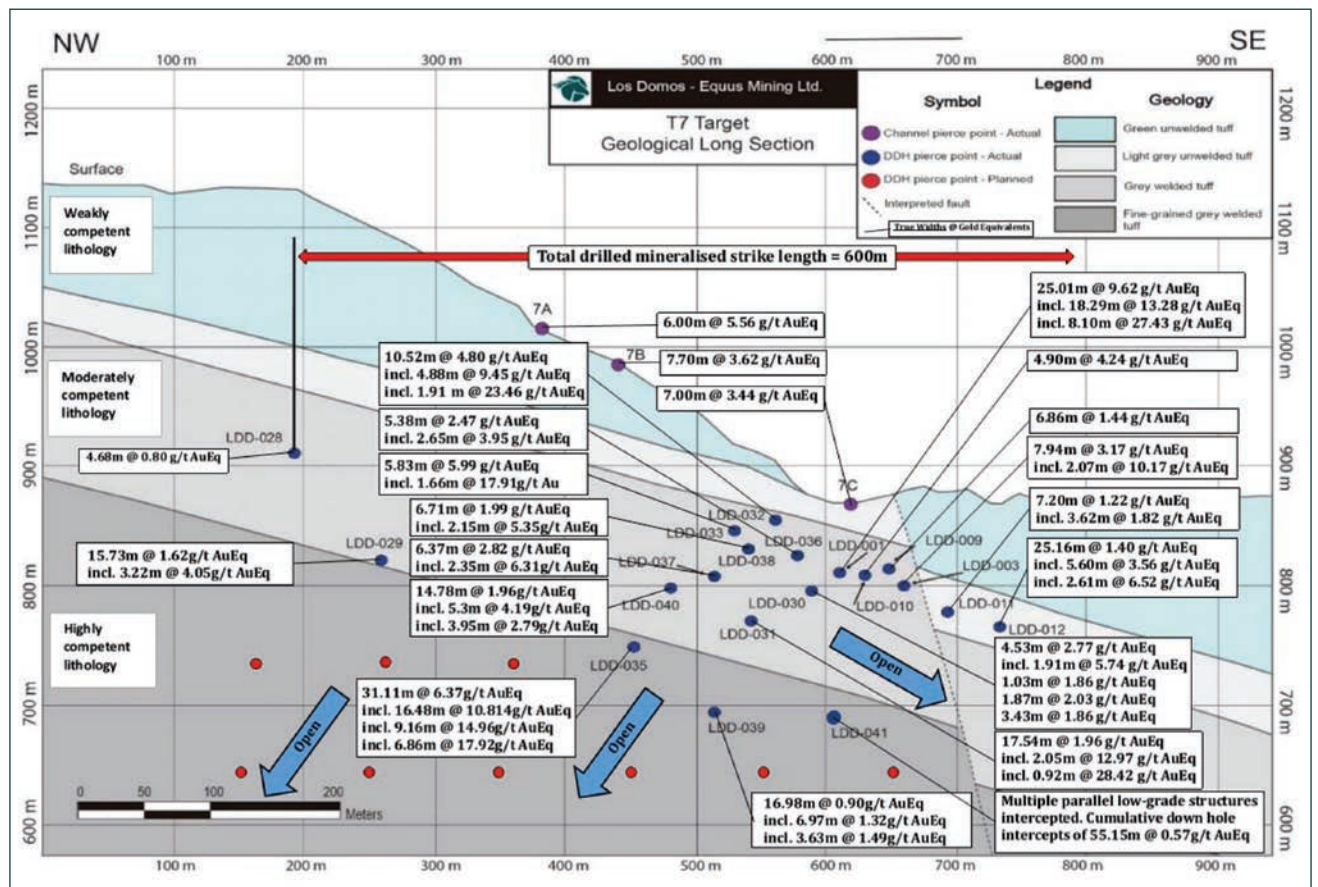 NW
SE
100 m
200 m
300 m
400 m
500 m
600 m
700 m
800 m
900 m
1200 m
1100 m
1000 m
900 m
800 m
700 m
600 m
Los Domos - Equus Mining Ltd.
T7 Target
Geological Long Section
Legend
Symbol
Geology
Channel pierce point - Actual
DDH pierce point - Actual
DDH pierce point - Planned
Interpreted fault
True Widths @ Gold Equivalents
Green unwelded tuff
Light grey unwelded tuff
Grey welded tuff
Fine-grained grey welded
tuff
Surface
Weakly
competent
lithology
Total drilled mineralised strike length = 600m
7A
6.00m @ 5.56 g/t AuEq
7B
7.70m @ 3.62 g/t AuEq
7.00m @ 3.44 g/t AuEq
7C
25.01m @ 9.62 g/t AuEq
incl. 18.29m @ 13.28 g/t AuEq
incl. 8.10m @ 27.43 g/t AuEq
4.90m @ 4.24 g/t AuEq
6.86m @ 1.44 g/t AuEq
7.94m @ 3.17 g/t AuEq
incl. 2.07m @ 10.17 g/t AuEq
7.20m @ 1.22 g/t AuEq
incl. 3.62m @ 1.82 g/t AuEq
25.16m @ 1.40 g/t AuEq
incl. 5.60m @ 3.56 g/t AuEq
incl. 2.61m @ 6.52 g/t AuEq
Moderately
competent
lithology
10.52m @ 4.80 g/t AuEq
incl. 4.88m @ 9.45 g/t AuEq
incl. 1.91 m @ 23.46 g/t AuEq
5.38m @ 2.47 g/t AuEq
incl. 2.65m @ 3.95 g/t AuEq
5.83m @ 5.99 g/t AuEq
incl. 1.66m @ 17.91g/t Au
6.71m @ 1.99 g/t AuEq
incl. 2.15m @ 5.35g/t AuEq
6.37m @ 2.82 g/t AuEq
incl. 2.35m @ 6.31g/t AuEq
14.78m @ 1.96g/t AuEq
incl. 5.3m @ 4.19g/t AuEq
incl. 3.95m @ 2.79g/t AuEq
LDD-028
4.68m @ 0.80 g/t AuEq
LDD-029
15.73m @ 1.62g/t AuEq
incl. 3.22m @ 4.05g/t AuEq
LDD-032
LDD-033
LDD-038
LDD-036
LDD-001
LDD-009
LDD-037
LDD-003
LDD-040
LDD-030
LDD-010
LDD-011
LDD-031
LDD-012
LDD-035
LDD-039
LDD-041
Highly
competent
lithology
Open
Open
Open
31.11m @ 6.37g/t AuEq
incl. 16.48m @ 10.814g/t AuEq
incl. 9.16m @ 14.96g/t AuEq
incl. 6.86m @ 17.92g/t AuEq
4.53m @ 2.77 g/t AuEq
incl. 1.91m @ 5.74 g/t AuEq
1.03m @ 1.86 g/t AuEq
1.87m @ 2.03 g/t AuEq
3.43m @ 1.86 g/t AuEq
17.54m @ 1.96 g/t AuEq
incl. 2.05m @ 12.97 g/t AuEq
incl. 0.92m @ 28.42 g/t AuEq
16.98m @ 0.90g/t AuEq
incl. 6.97m @ 1.32g/t AuEq
incl. 3.63m @ 1.49g/t AuEq
Multiple parallel low-grade structures
intercepted. Cumulative down hole
intercepts of 55.15m @ 0.57g/t AuEq
0 50 100 200
Meters
1200 m
1100 m
1000 m
900 m
800 m
700 m
600 m
100 m
200 m
300 m
400 m
500 m
600 m
700 m
800 m
900 m